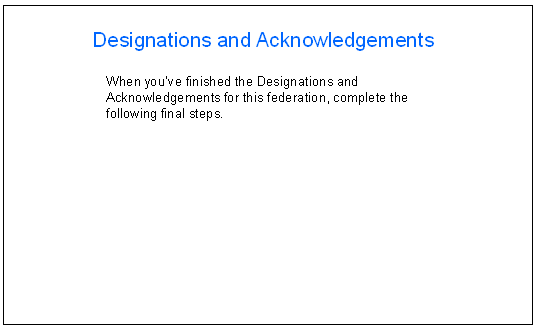 Designations and Acknowledgements
When you've finished the Designations and
Acknowledgements for this federation, complete the
following final steps.